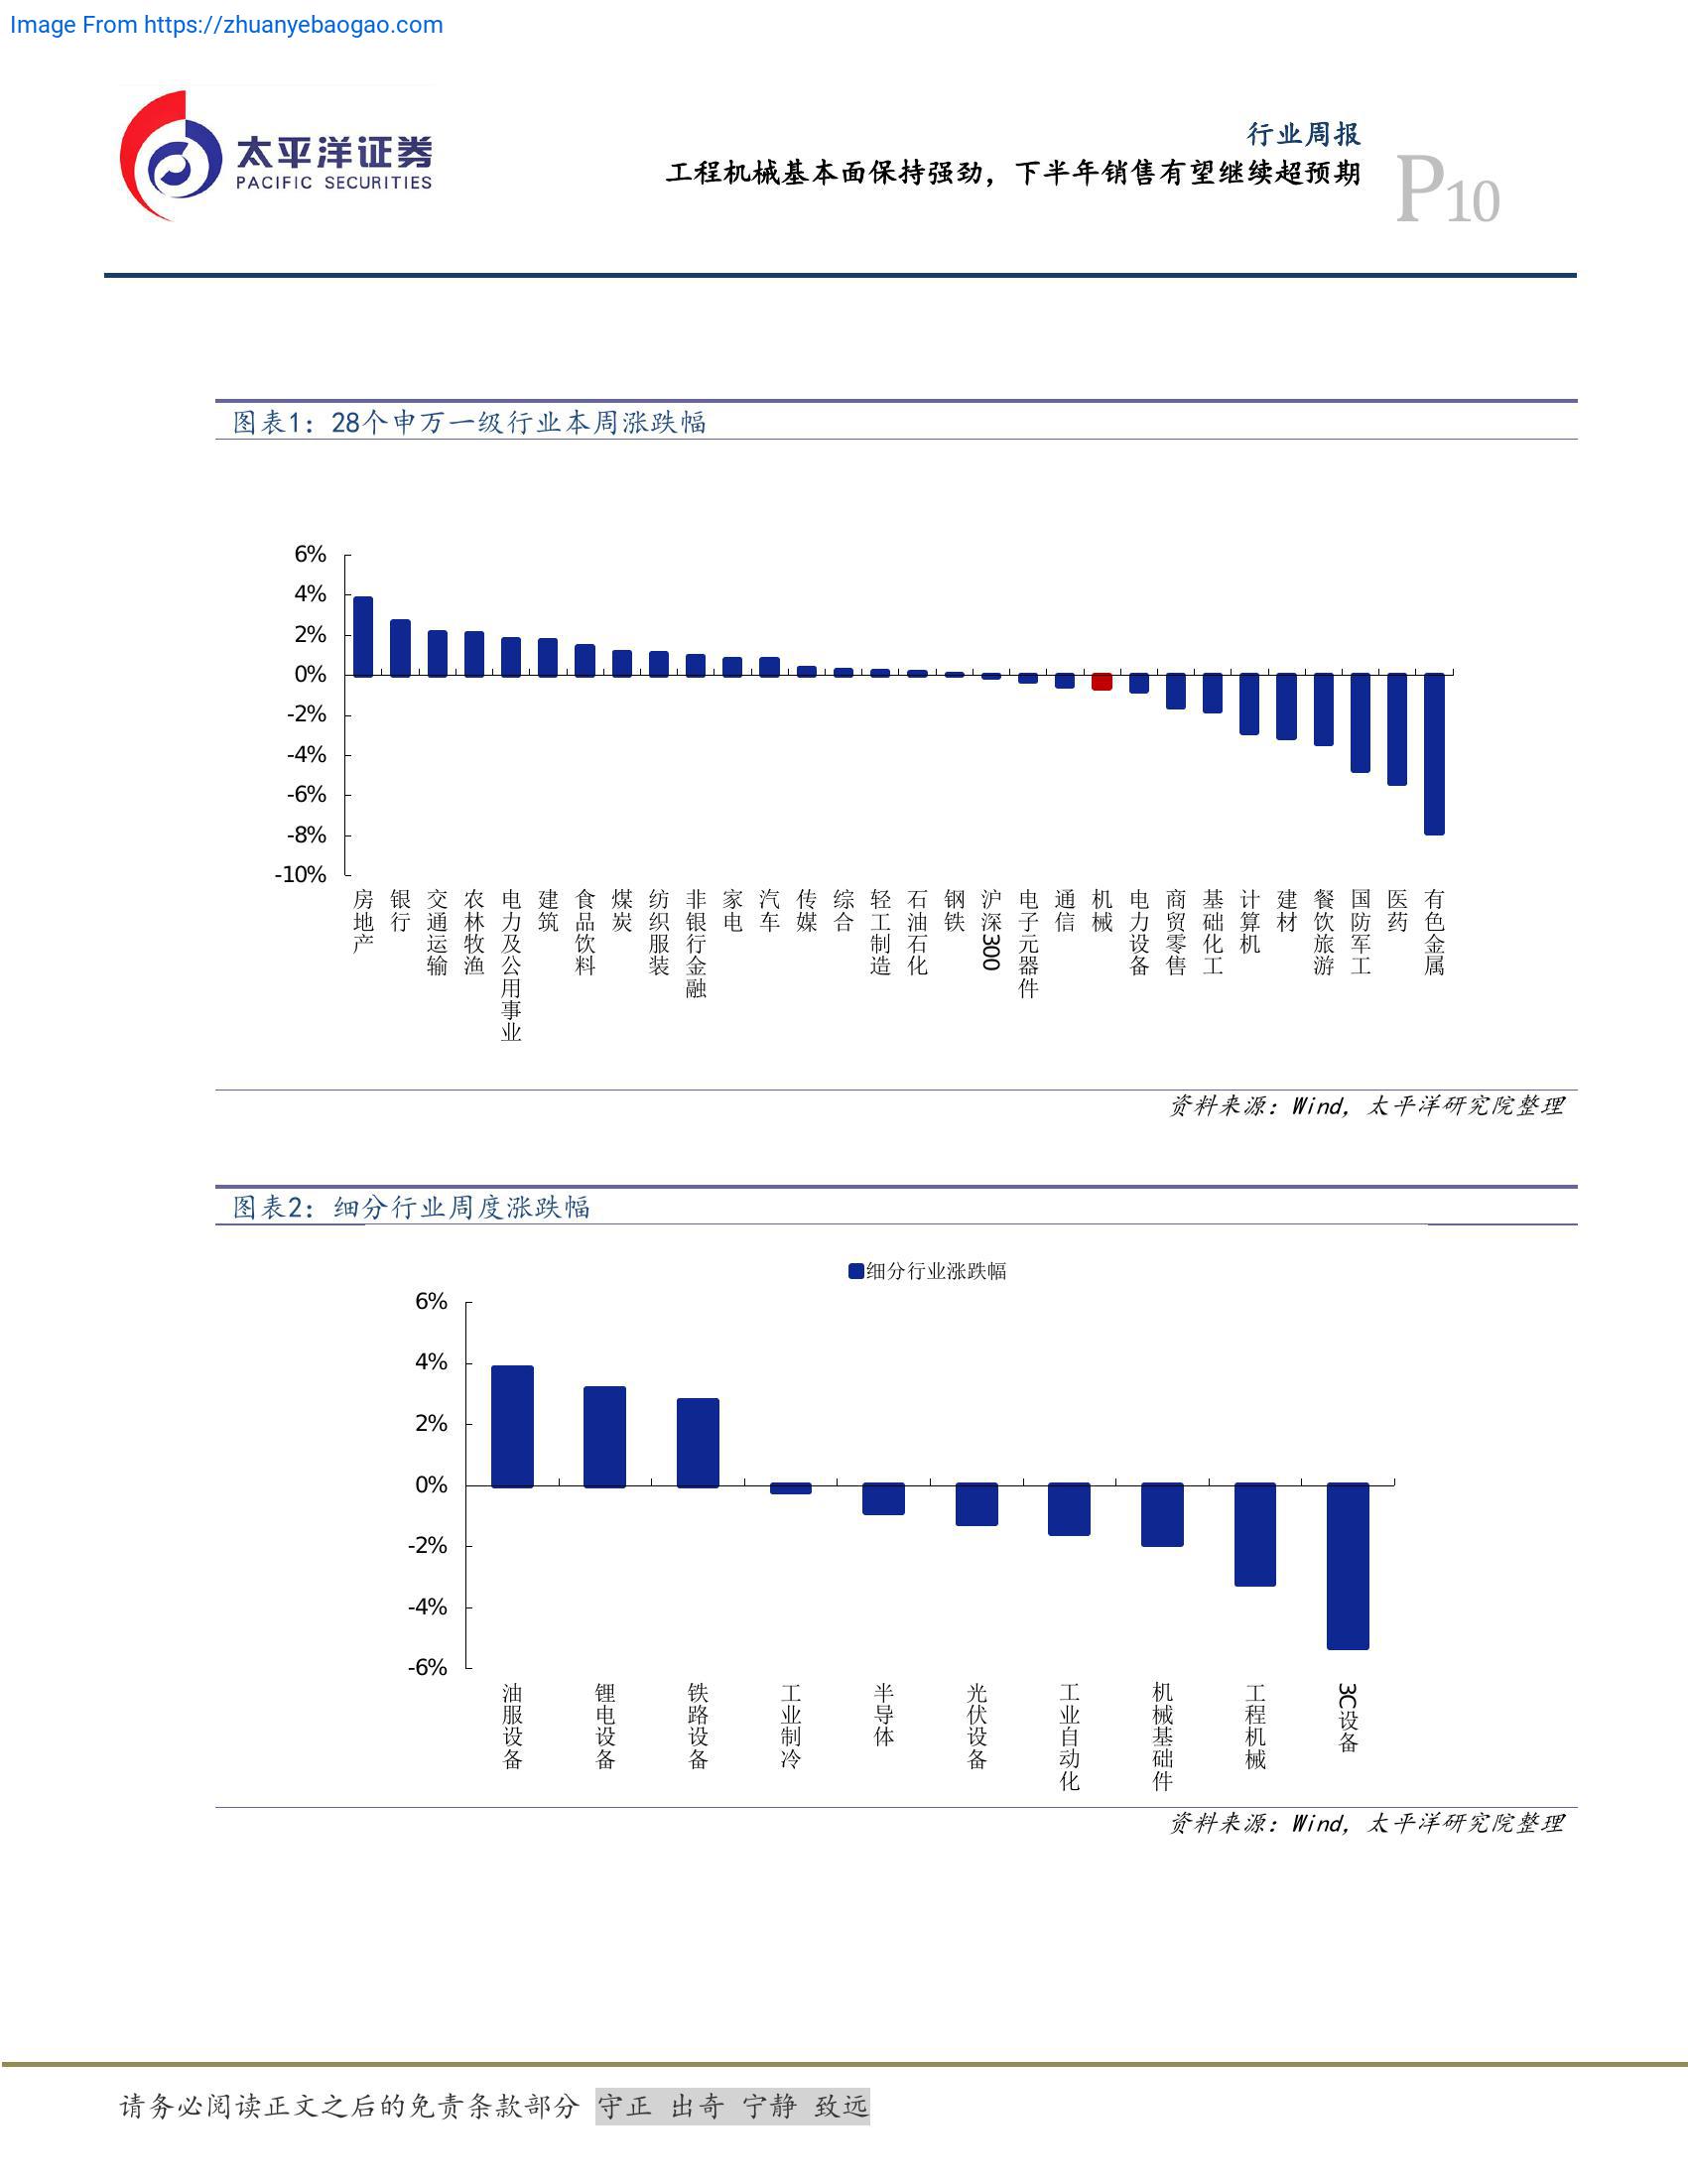 Image From https://zhuanyebaogao.com
太平洋证券
PACIFIC SECURITIES
行业周报
工程机械基本面保持强劲，下半年销售有望继续超预期
P10
图表1：28个申万一级行业本周涨跌幅
6%
4%
2%
0%
-2%
-4%
-6%
-8%
-10%
房地产
银行
交通运输
农林牧渔
电力及公用事业
建筑
食品饮料
煤炭
纺织服装
非银行金融
家电
汽车
传媒
综合
轻工制造
石油石化
钢铁
沪深300
电子元器件
通信
机械
电力设备
商贸零售
基础化工
计算机
建材
餐饮旅游
国防军工
医药
有色金属
资料来源：Wind，太平洋研究院整理
图表2：细分行业周度涨跌幅
细分行业涨跌幅
6%
4%
2%
0%
-2%
-4%
-6%
油服设备
锂电设备
铁路设备
工业制冷
半导体
光伏设备
工业自动化
机械基础件
工程机械
3C设备
资料来源：Wind，太平洋研究院整理
请务必阅读正文之后的免责条款部分 守正 出奇 宁静 致远